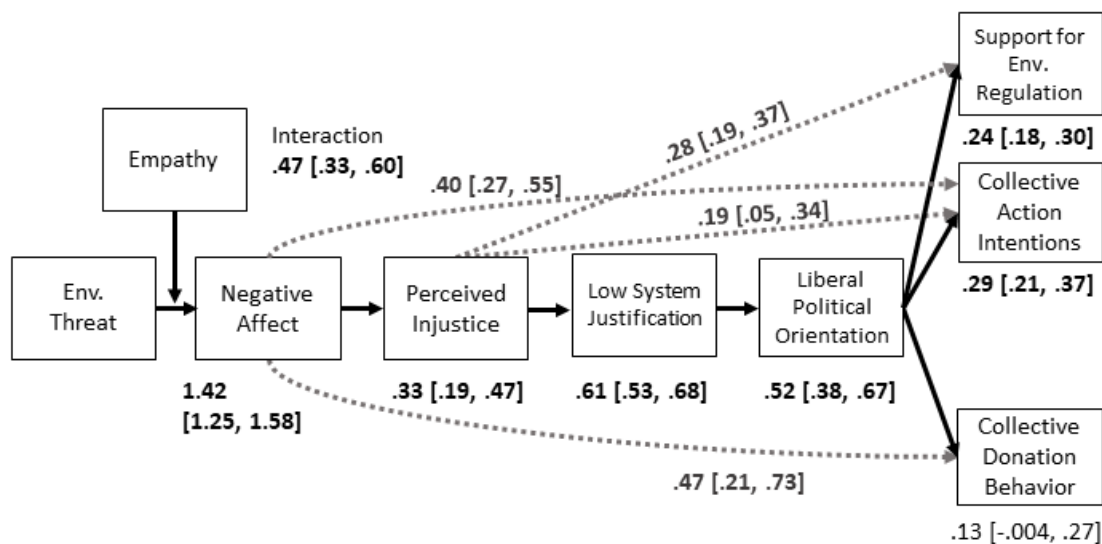 Support for
Env.
Regulation
.24 [.18, .30]
Empathy
Interaction
.47 [.33, .60]
.28 [.19, .37]
.40 [.27, .55]
.19 [.05, .34]
Collective
Action
Intentions
.29 [.21, .37]
Env.
Threat
Negative
Affect
1.42
[1.25, 1.58]
Perceived
Injustice
.33 [.19, .47]
Low System
Justification
.61 [.53, .68]
Liberal
Political
Orientation
.52 [.38, .67]
.47 [.21, .73]
Collective
Donation
Behavior
.13 [-.004, .27]